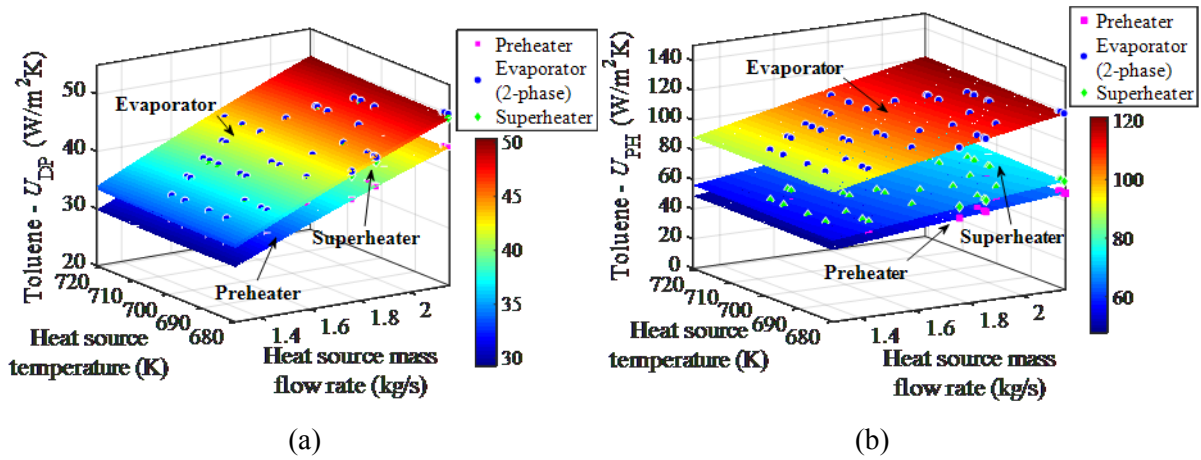 Toluene - U_DP (W/m²K)
50
40
30
20
720
710
700
690
680
Heat source
temperature (K)
1.4
1.6
1.8
2
Heat source mass
flow rate (kg/s)
Evaporator
Superheater
Preheater
Preheater
Evaporator
(2-phase)
Superheater
50
45
40
35
30
(a)
Toluene - U_PH (W/m²K)
140
120
100
80
60
40
20
0
720
710
700
690
680
Heat source
temperature (K)
1.4
1.6
1.8
2
Heat source mass
flow rate (kg/s)
Evaporator
Superheater
Preheater
Preheater
Evaporator
(2-phase)
Superheater
120
100
80
60
(b)